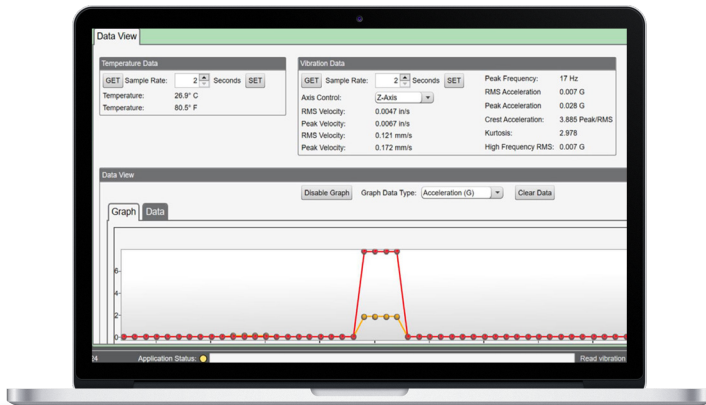 Data View
Temperature Data
GET Sample Rate: 2 Seconds SET
Temperature: 26.9° C
Temperature: 80.5° F
Vibration Data
GET Sample Rate: 2 Seconds SET
Axis Control: Z-Axis
RMS Velocity: 0.0047 in/s
Peak Velocity: 0.0067 in/s
RMS Velocity: 0.121 mm/s
Peak Velocity: 0.172 mm/s
Peak Frequency: 17 Hz
RMS Acceleration 0.007 G
Peak Acceleration 0.028 G
Crest Acceleration: 3.885 Peak/RMS
Kurtosis: 2.978
High Frequency RMS: 0.007 G
Data View
Disable Graph Graph Data Type: Acceleration (G) Clear Data
Graph Data
6
4
2
0
24 Application Status: Read vibration